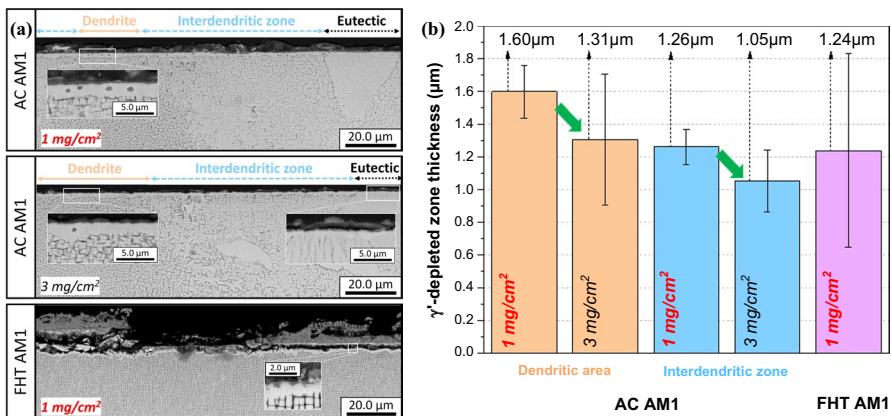 (a)
Dendrite Interdendritic zone Eutectic
AC AM1
5.0 µm
1 mg/cm²
20.0 µm
Dendrite Interdendritic zone Eutectic
AC AM1
5.0 µm
5.0 µm
3 mg/cm²
20.0 µm
FHT AM1
2.0 µm
1 mg/cm²
20.0 µm
(b)
γ'-depleted zone thickness (µm)
1.60µm 1.31µm 1.26µm 1.05µm 1.24µm
1.8
1.6
1.4
1.2
1.0
0.8
0.6
0.4
0.2
0.0
1 mg/cm²
3 mg/cm²
1 mg/cm²
3 mg/cm²
1 mg/cm²
Dendritic area Interdendritic zone
AC AM1 FHT AM1